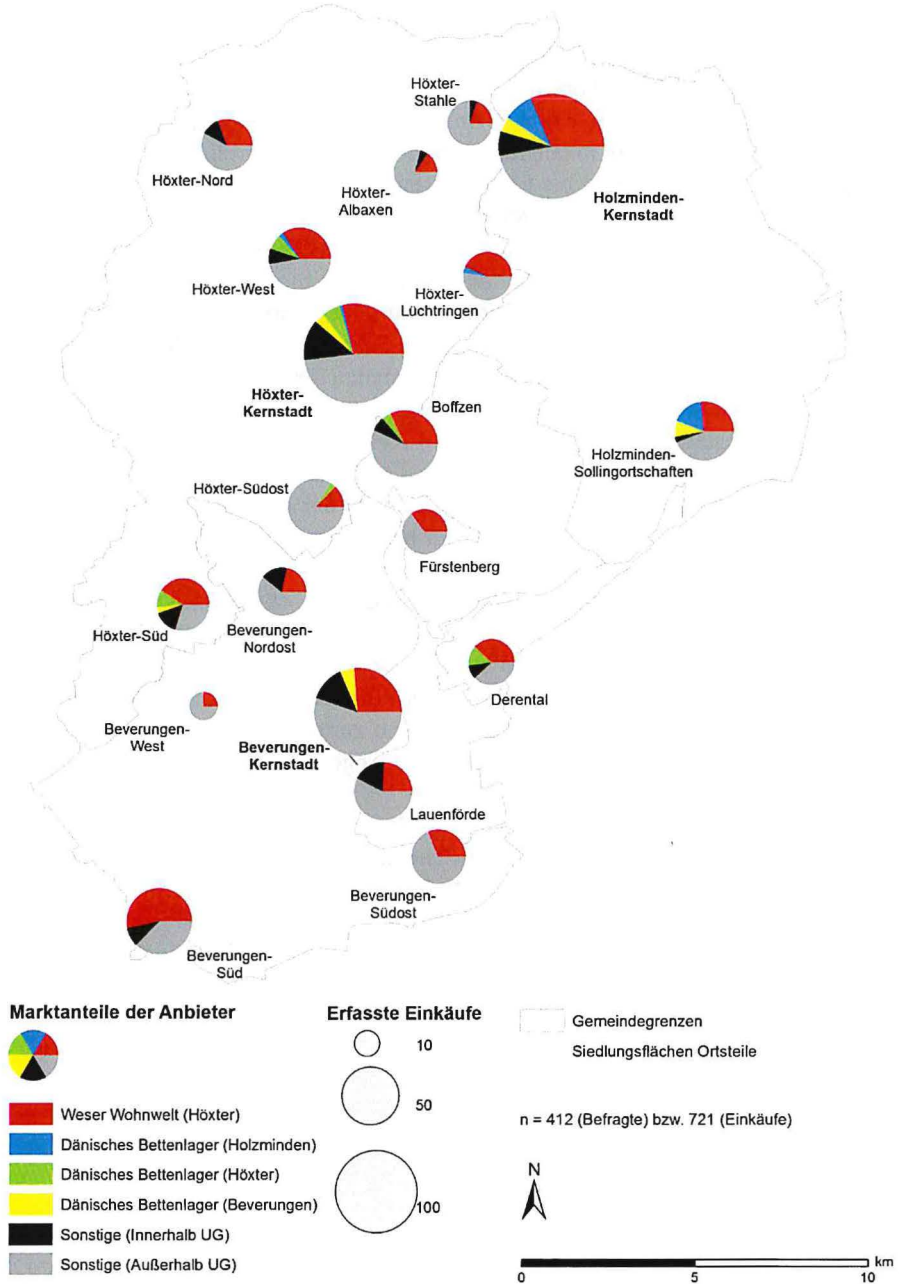 Höxter-
Stahle
Höxter-Nord
Höxter-
Albaxen
Holzminden-
Kernstadt
Höxter-West
Höxter-
Lüchtringen
Höxter-
Kernstadt
Boffzen
Holzminden-
Sollingortschaften
Höxter-Südost
Fürstenberg
Höxter-Süd
Beverungen-
Nordost
Derental
Beverungen-
West
Beverungen-
Kernstadt
Lauenförde
Beverungen-
Südost
Beverungen-
Süd
Marktanteile der Anbieter
Weser Wohnwelt (Höxter)
Dänisches Bettenlager (Holzminden)
Dänisches Bettenlager (Höxter)
Dänisches Bettenlager (Beverungen)
Sonstige (Innerhalb UG)
Sonstige (Außerhalb UG)
Erfasste Einkäufe
10
50
100
Gemeindegrenzen
Siedlungsflächen Ortsteile
n = 412 (Befragte) bzw. 721 (Einkäufe)
N
km
0 5 10